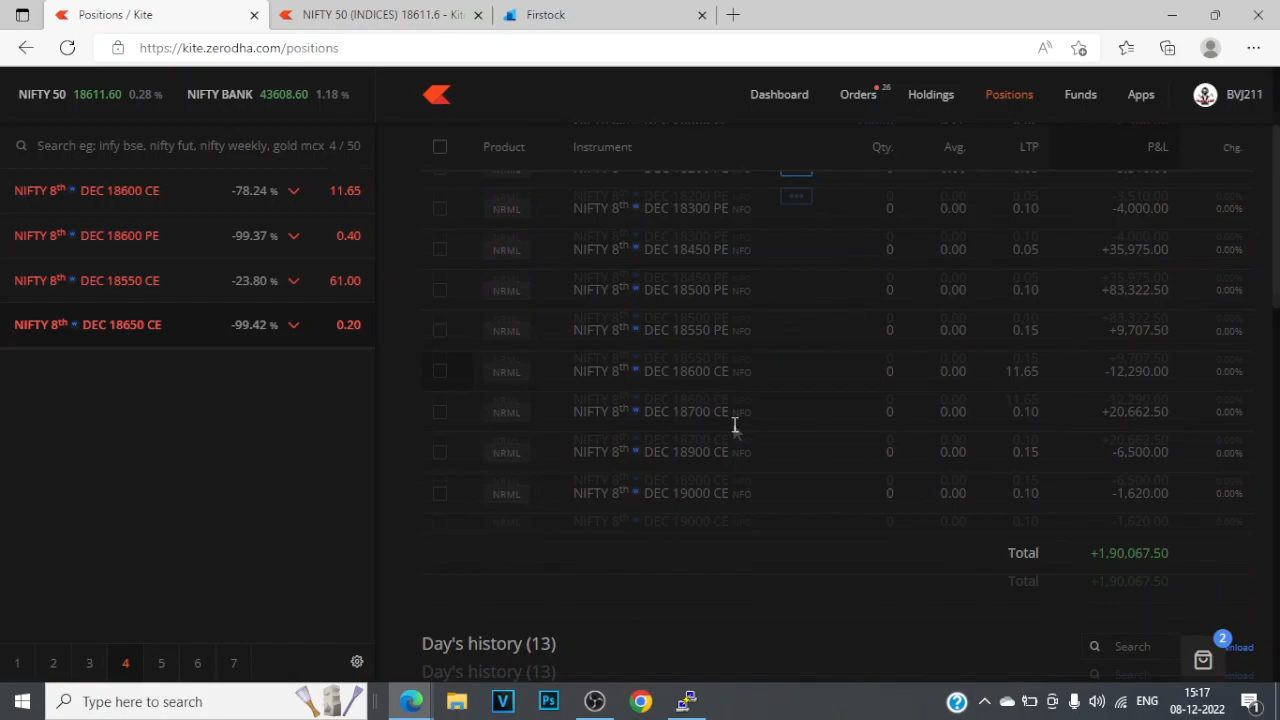 Positions / Kite
NIFTY 50 (INDICES) 18611.6 - Kit
Firstock
https://kite.zerodha.com/positions
NIFTY 50 18611.60 0.28 % NIFTY BANK 43608.60 1.18 %
Dashboard Orders 26 Holdings Positions Funds Apps BVJ211
Search eg: infy bse, nifty fut, nifty weekly, gold mcx 4 / 50
NIFTY 8th w DEC 18600 CE -78.24 % 11.65
NIFTY 8th w DEC 18600 PE -99.37 % 0.40
NIFTY 8th w DEC 18550 CE -23.80 % 61.00
NIFTY 8th w DEC 18650 CE -99.42 % 0.20
1 2 3 4 5 6 7
Product Instrument Qty. Avg. LTP P&L Chg.
NRML NIFTY 8th w DEC 18300 PE NFO 0 0.00 0.10 -4,000.00 0.00%
NRML NIFTY 8th w DEC 18450 PE NFO 0 0.00 0.05 +35,975.00 0.00%
NRML NIFTY 8th w DEC 18500 PE NFO 0 0.00 0.10 +83,322.50 0.00%
NRML NIFTY 8th w DEC 18550 PE NFO 0 0.00 0.15 +9,707.50 0.00%
NRML NIFTY 8th w DEC 18600 CE NFO 0 0.00 11.65 -12,290.00 0.00%
NRML NIFTY 8th w DEC 18700 CE NFO 0 0.00 0.10 +20,662.50 0.00%
NRML NIFTY 8th w DEC 18900 CE NFO 0 0.00 0.15 -6,500.00 0.00%
NRML NIFTY 8th w DEC 19000 CE NFO 0 0.00 0.10 -1,620.00 0.00%
Total +1,90,067.50
Day's history (13)
Search
2
Type here to search
ENG
15:17
08-12-2022
1